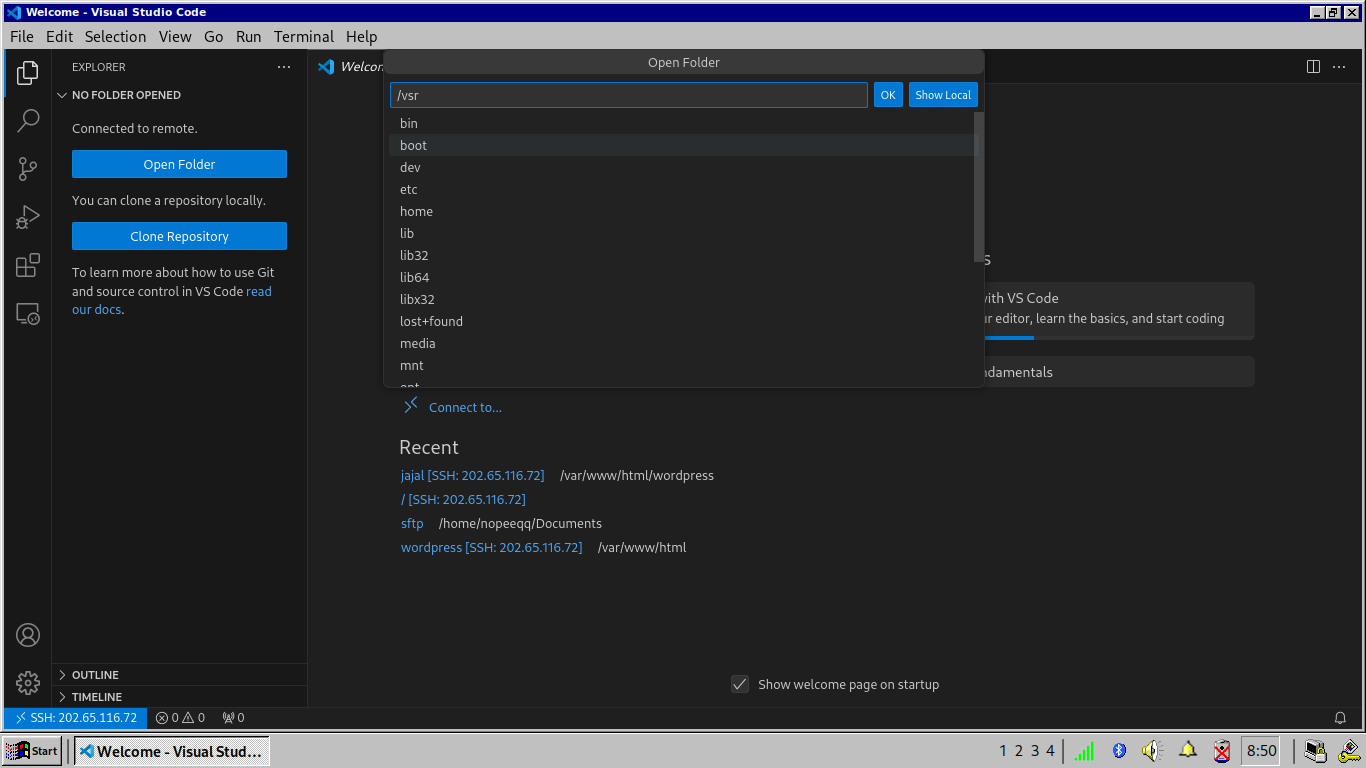 Welcome - Visual Studio Code
File Edit Selection View Go Run Terminal Help
EXPLORER
NO FOLDER OPENED
Connected to remote.
Open Folder
You can clone a repository locally.
Clone Repository
To learn more about how to use Git
and source control in VS Code read
our docs.
OUTLINE
TIMELINE
Open Folder
/vsr
OK
Show Local
bin
boot
dev
etc
home
lib
lib32
lib64
libx32
lost+found
media
mnt
with VS Code
editor, learn the basics, and start coding
Connect to...
Recent
jajal [SSH: 202.65.116.72] /var/www/html/wordpress
/ [SSH: 202.65.116.72]
sftp /home/nopeeqq/Documents
wordpress [SSH: 202.65.116.72] /var/www/html
Show welcome page on startup
SSH: 202.65.116.72 0 0 0
Start
Welcome - Visual Stud...
1 2 3 4
8:50